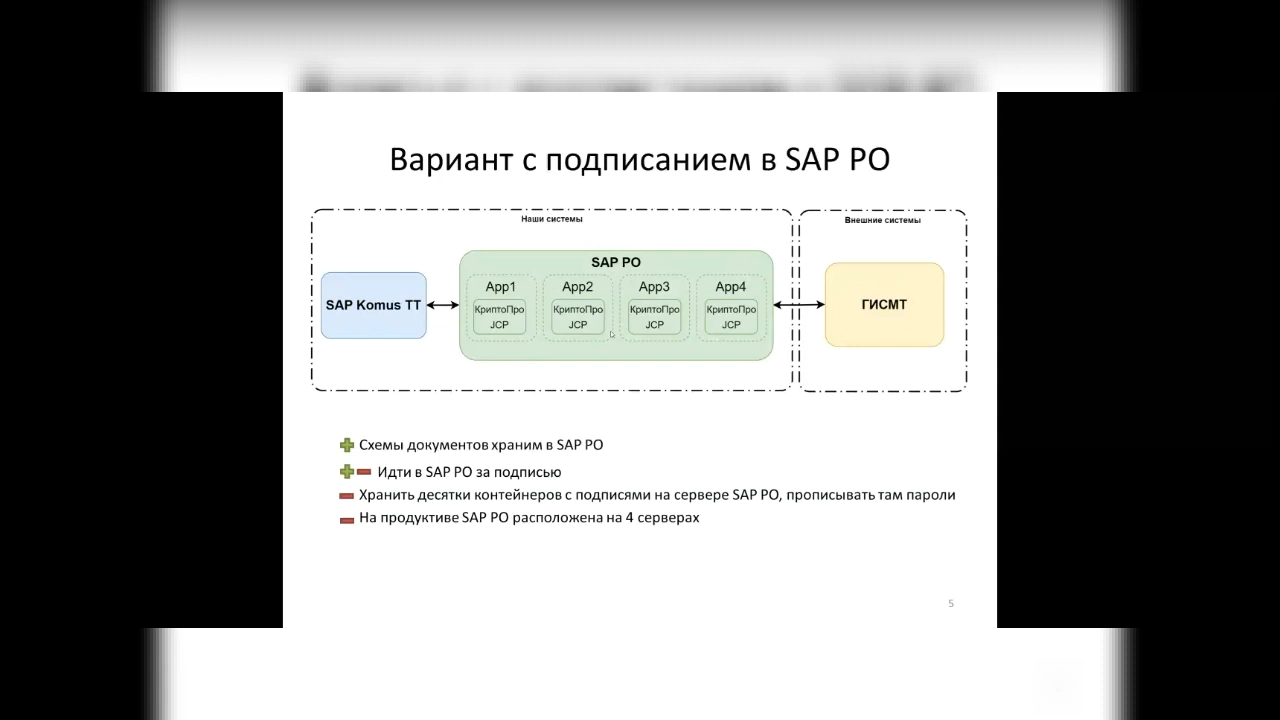 Вариант с подписанием в SAP PO
Наши системы
Внешние системы
SAP PO
SAP Komus TT
App1
App2
App3
App4
КриптоПро
JCP
КриптоПро
JCP
КриптоПро
JCP
КриптоПро
JCP
ГИСМТ
Схемы документов храним в SAP PO
Идти в SAP PO за подписью
Хранить десятки контейнеров с подписями на сервере SAP PO, прописывать там пароли
На продуктиве SAP PO расположена на 4 серверах
5